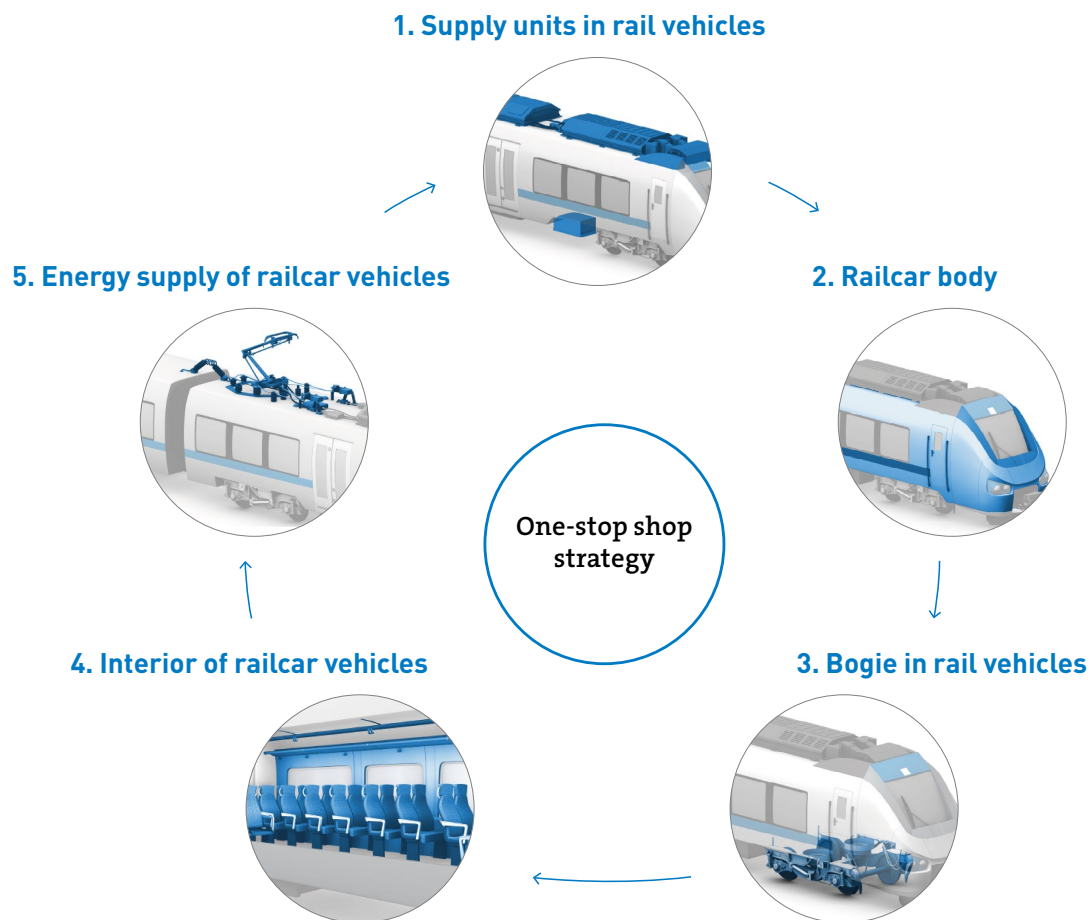 1. Supply units in rail vehicles
2. Railcar body
3. Bogie in rail vehicles
4. Interior of railcar vehicles
5. Energy supply of railcar vehicles
One-stop shop
strategy